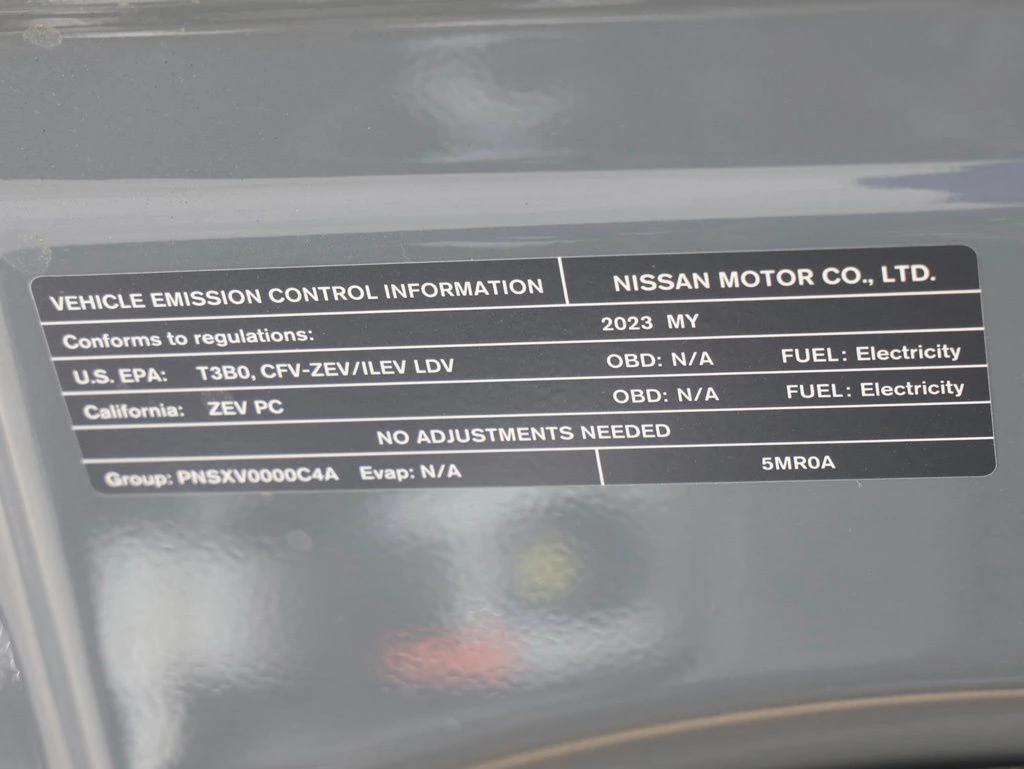 VEHICLE EMISSION CONTROL INFORMATION NISSAN MOTOR CO., LTD.
Conforms to regulations: 2023 MY
U.S. EPA: T3B0, CFV-ZEV/ILEV LDV OBD: N/A FUEL: Electricity
California: ZEV PC OBD: N/A FUEL: Electricity
NO ADJUSTMENTS NEEDED
Group: PNSXV0000C4A Evap: N/A 5MR0A